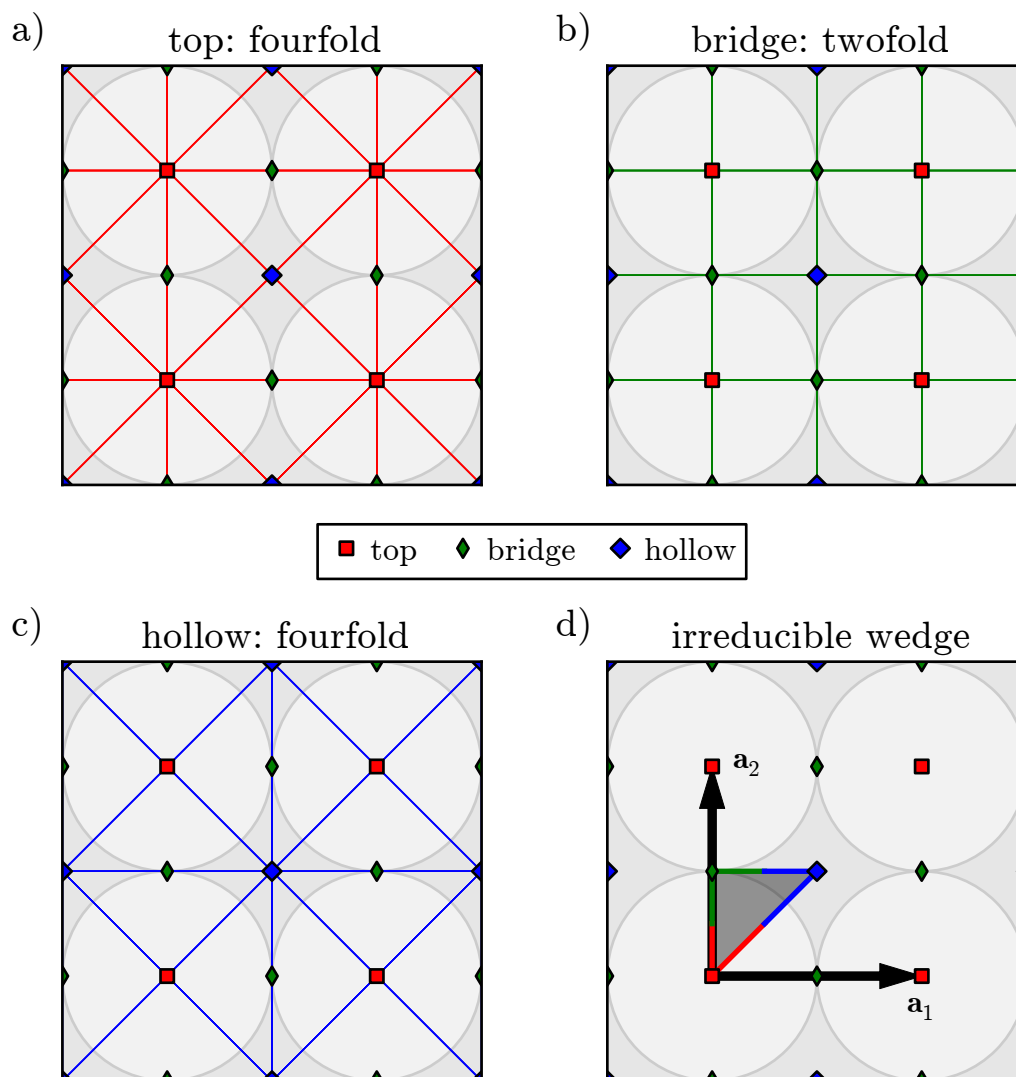 a)
top: fourfold
b)
bridge: twofold
top
bridge
hollow
c)
hollow: fourfold
d)
irreducible wedge
a₂
a₁